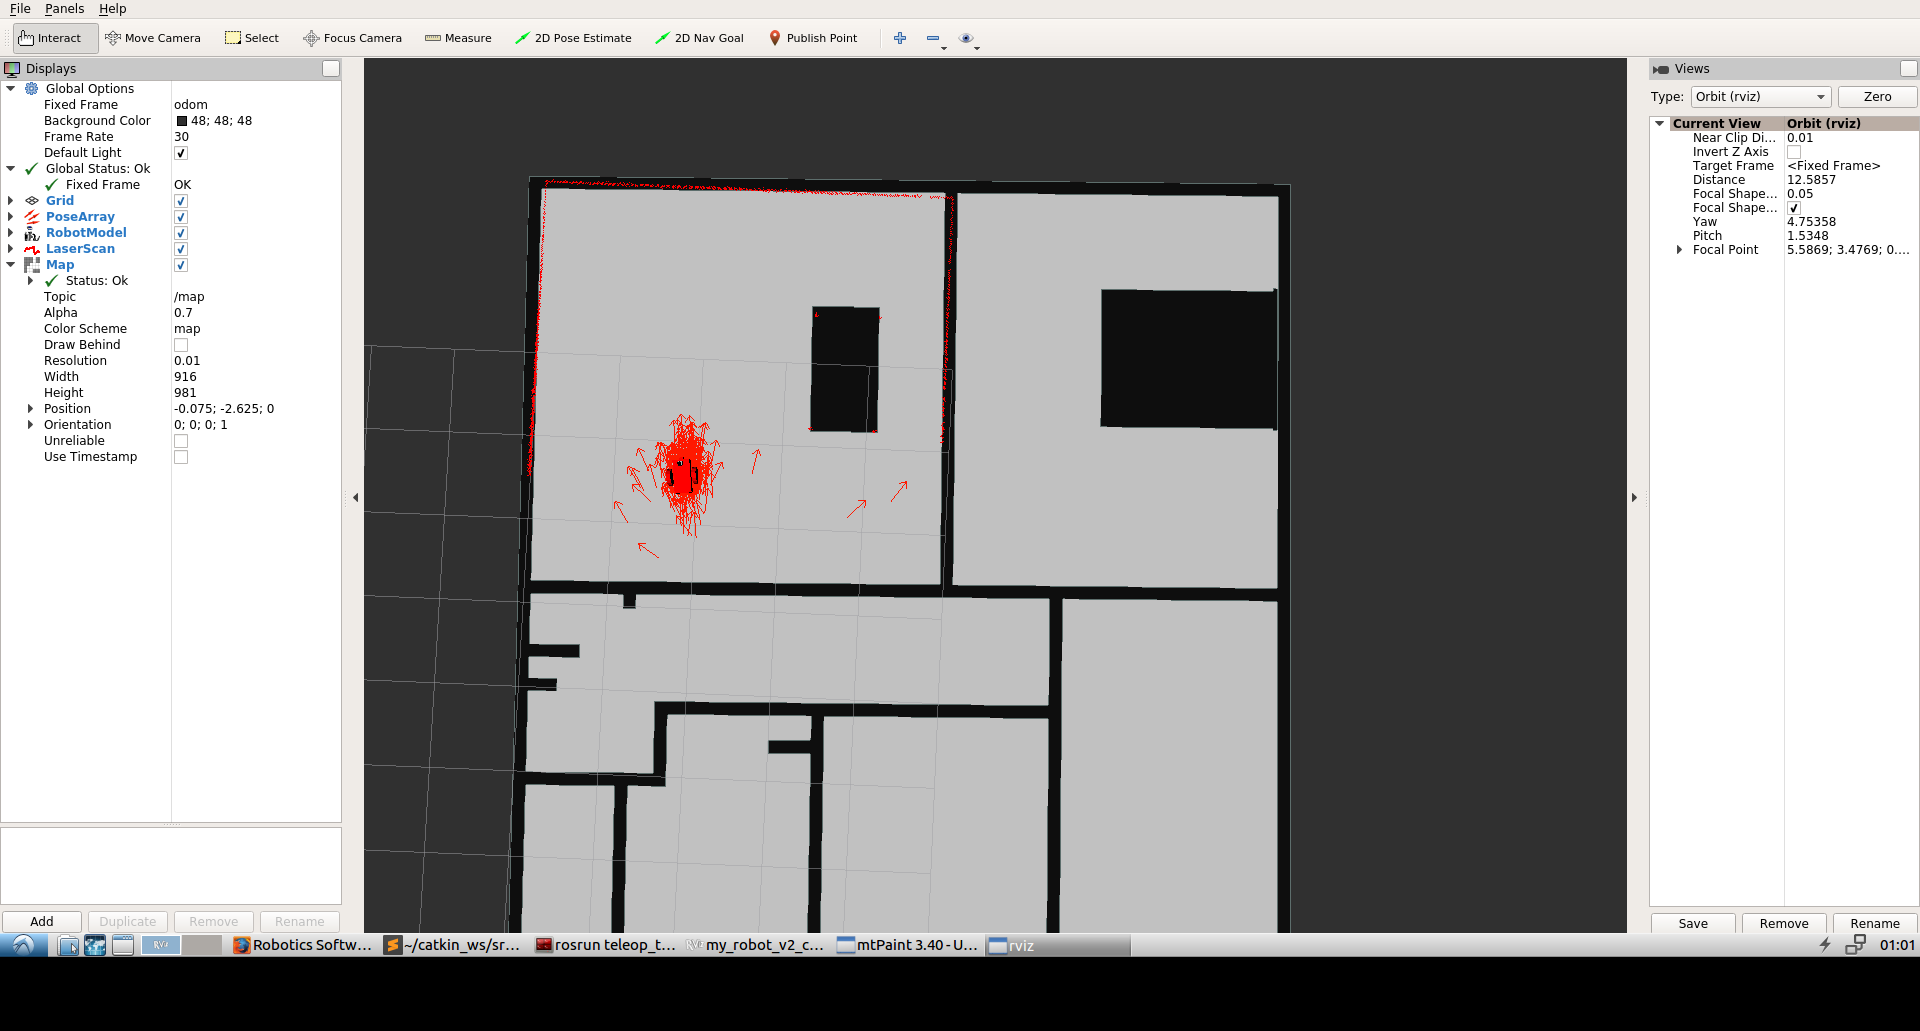 File Panels Help
Interact Move Camera Select Focus Camera Measure 2D Pose Estimate 2D Nav Goal Publish Point
Displays
Global Options
Fixed Frame odom
Background Color 48; 48; 48
Frame Rate 30
Default Light
Global Status: Ok
Fixed Frame OK
Grid
PoseArray
RobotModel
LaserScan
Map
Status: Ok
Topic /map
Alpha 0.7
Color Scheme map
Draw Behind
Resolution 0.01
Width 916
Height 981
Position -0.075; -2.625; 0
Orientation 0; 0; 0; 1
Unreliable
Use Timestamp
Add Duplicate Remove Rename
Views
Type: Orbit (rviz) Zero
Current View Orbit (rviz)
Near Clip Di... 0.01
Invert Z Axis
Target Frame <Fixed Frame>
Distance 12.5857
Focal Shape... 0.05
Focal Shape...
Yaw 4.75358
Pitch 1.5348
Focal Point 5.5869; 3.4769; 0....
Save Remove Rename
Robotics Softw... ~/catkin_ws/sr... rosrun teleop_t... my_robot_v2_c... mtPaint 3.40 - U... rviz 01:01